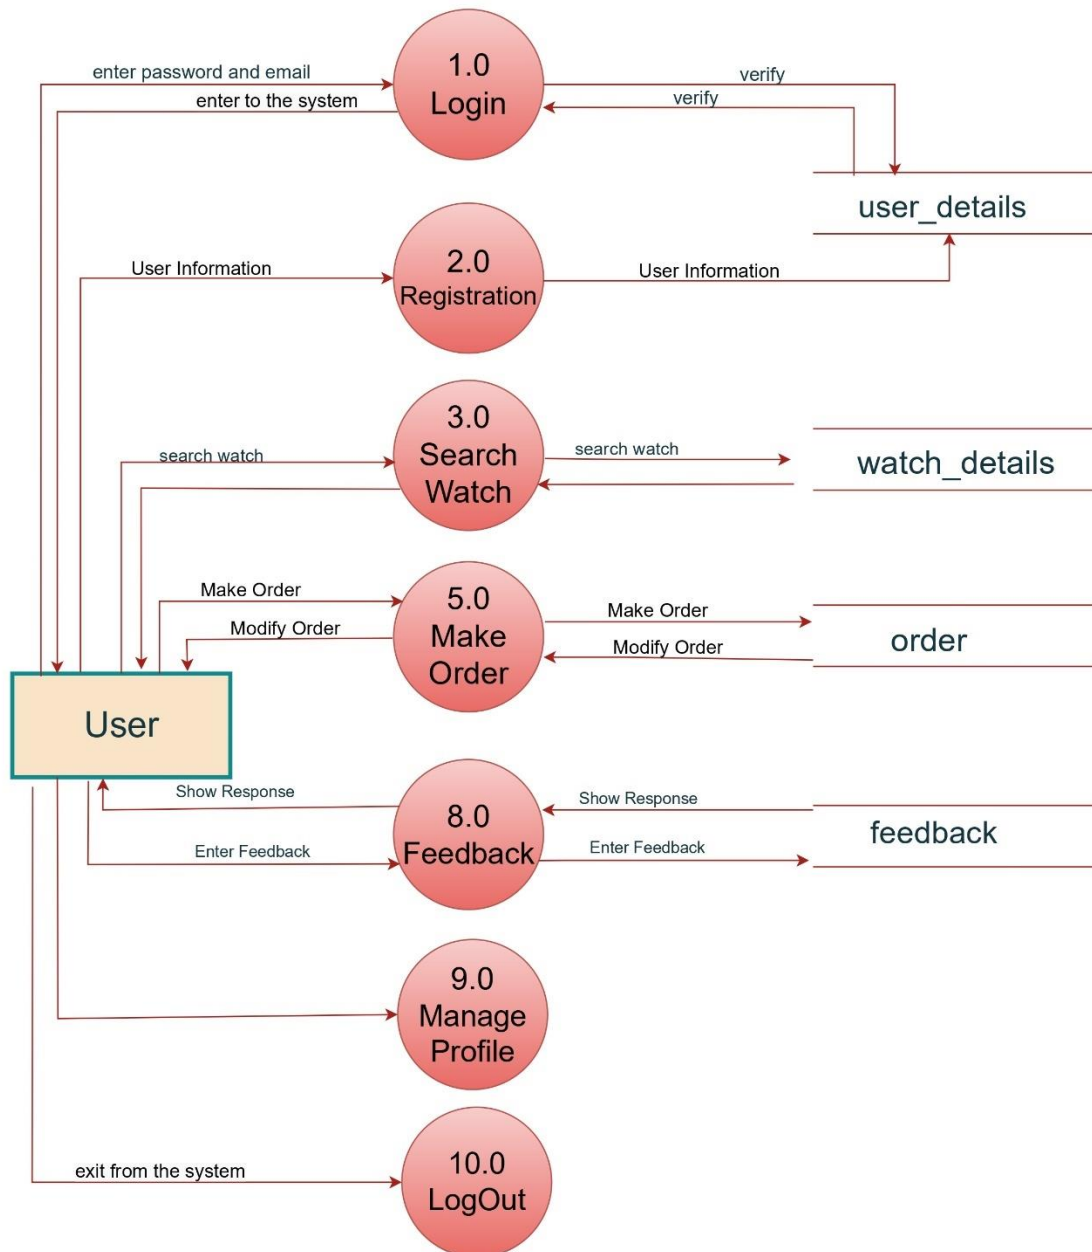 1.0
Login
enter password and email
enter to the system
verify
verify
user_details
2.0
Registration
User Information
User Information
3.0
Search
Watch
search watch
search watch
watch_details
5.0
Make
Order
Make Order
Modify Order
Make Order
Modify Order
order
User
8.0
Feedback
Show Response
Enter Feedback
Show Response
Enter Feedback
feedback
9.0
Manage
Profile
10.0
LogOut
exit from the system